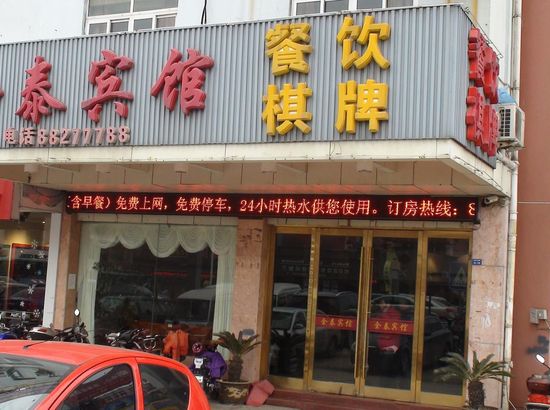 泰宾馆
餐饮
棋牌
电话88277788
(含早餐)免费上网，免费停车，24小时热水供您使用。订房热线：8
金泰宾馆
金泰宾馆